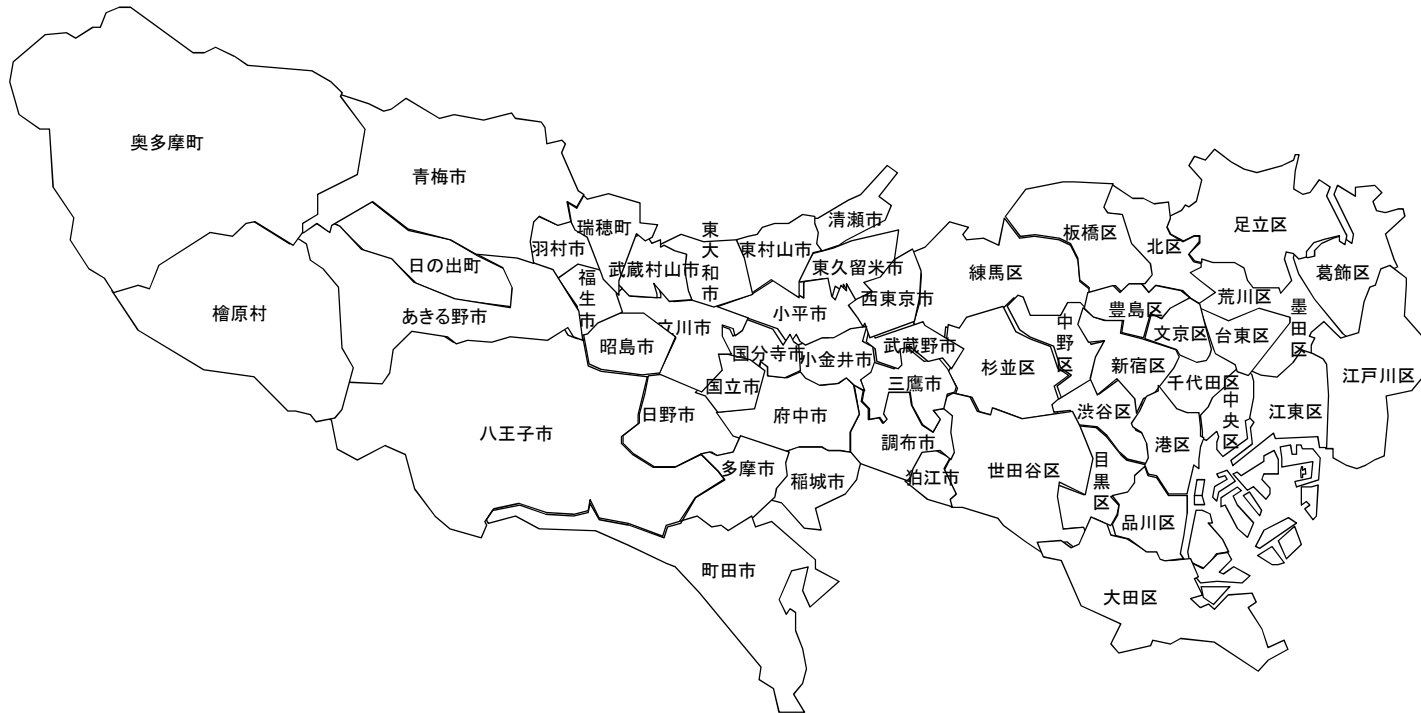 奥多摩町
青梅市
檜原村
日の出町
あきる野市
羽村市
瑞穂町
福生市
武蔵村山市
東大和市
東村山市
清瀬市
東久留米市
西東京市
小平市
立川市
昭島市
国分寺市
国立市
小金井市
武蔵野市
三鷹市
八王子市
日野市
府中市
調布市
狛江市
多摩市
稲城市
町田市
練馬区
板橋区
北区
足立区
葛飾区
荒川区
豊島区
文京区
台東区
墨田区
中野区
杉並区
新宿区
千代田区
中央区
江東区
江戸川区
渋谷区
港区
世田谷区
目黒区
品川区
大田区